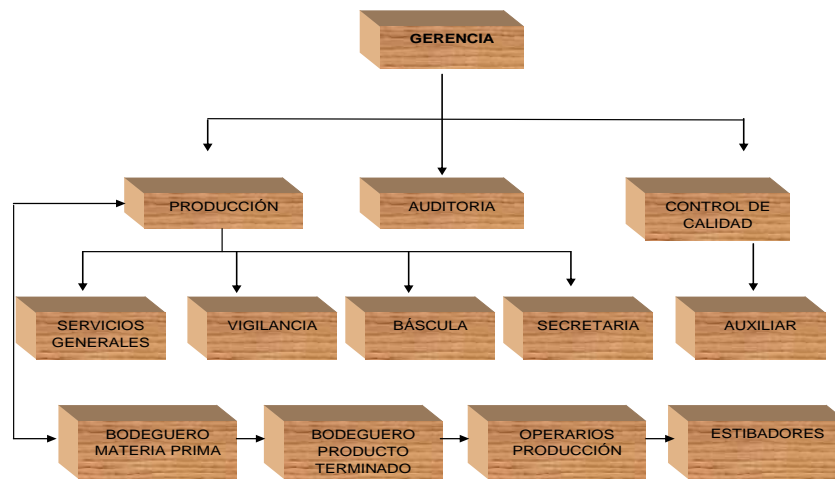 GERENCIA
PRODUCCIÓN
AUDITORIA
CONTROL DE
CALIDAD
SERVICIOS
GENERALES
VIGILANCIA
BÁSCULA
SECRETARIA
AUXILIAR
BODEGUERO
MATERIA PRIMA
BODEGUERO
PRODUCTO
TERMINADO
OPERARIOS
PRODUCCIÓN
ESTIBADORES